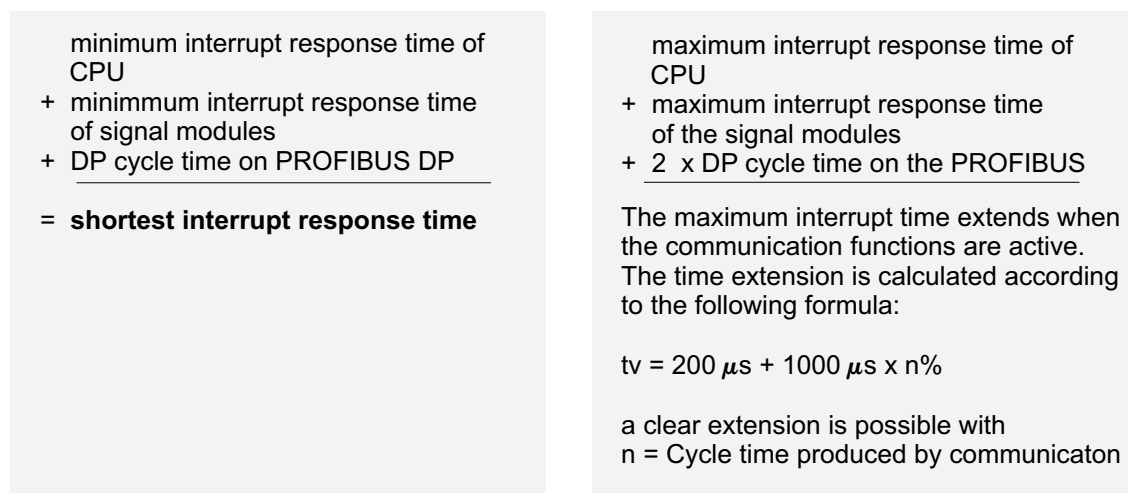 minimum interrupt response time of
CPU
+ minimmum interrupt response time
of signal modules
+ DP cycle time on PROFIBUS DP
= shortest interrupt response time
maximum interrupt response time of
CPU
+ maximum interrupt response time
of the signal modules
+ 2 x DP cycle time on the PROFIBUS
The maximum interrupt time extends when
the communication functions are active.
The time extension is calculated according
to the following formula:
tv = 200 μs + 1000 μs x n%
a clear extension is possible with
n = Cycle time produced by communicaton